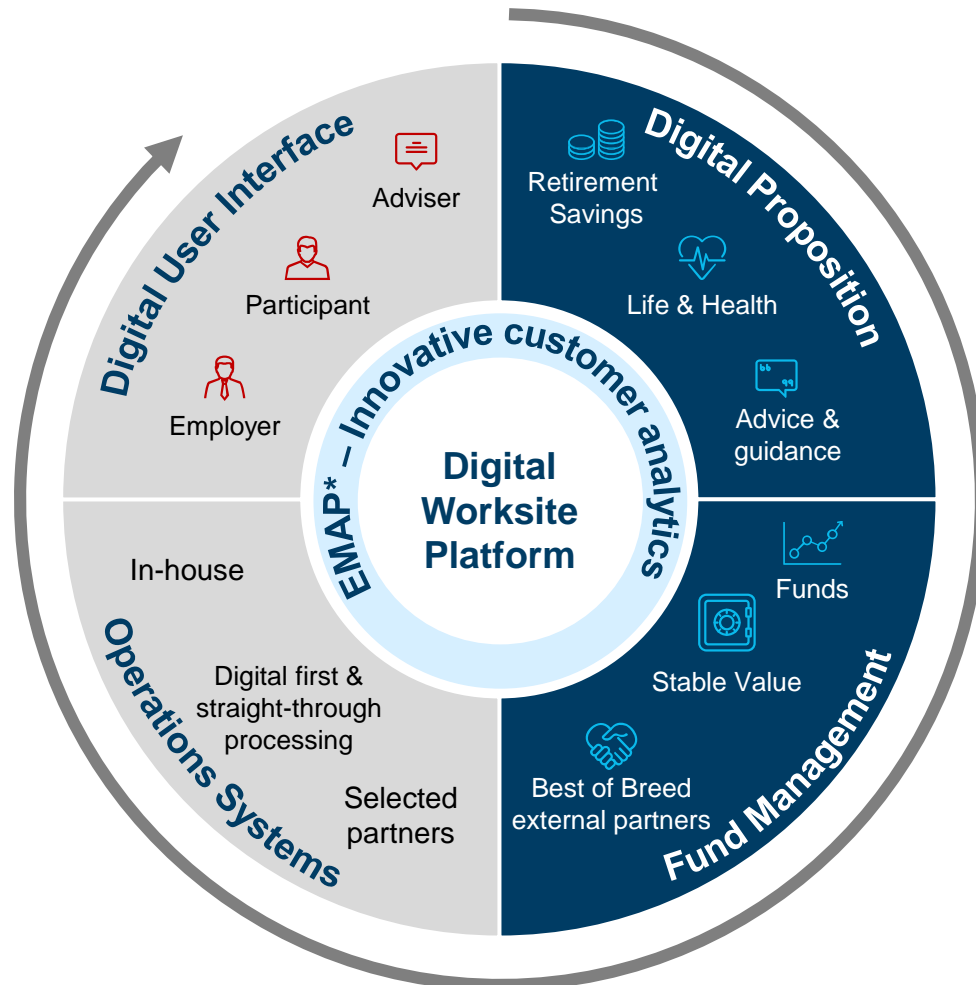 Digital User Interface
Adviser
Participant
Employer
Digital Proposition
Retirement
Savings
Life & Health
Advice &
guidance
EMAP* – Innovative customer analytics
Digital
Worksite
Platform
Operations Systems
In-house
Digital first &
straight-through
processing
Selected
partners
Fund Management
Funds
Stable Value
Best of Breed
external partners